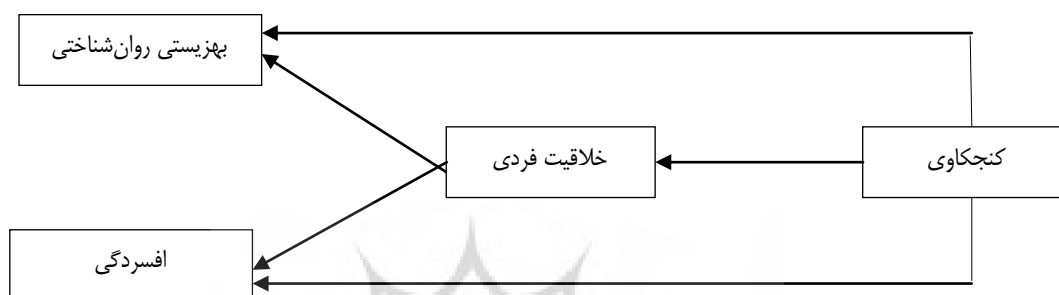 بهزیستی روان‌شناختی
کنجکاوی
خلاقیت فردی
افسردگی